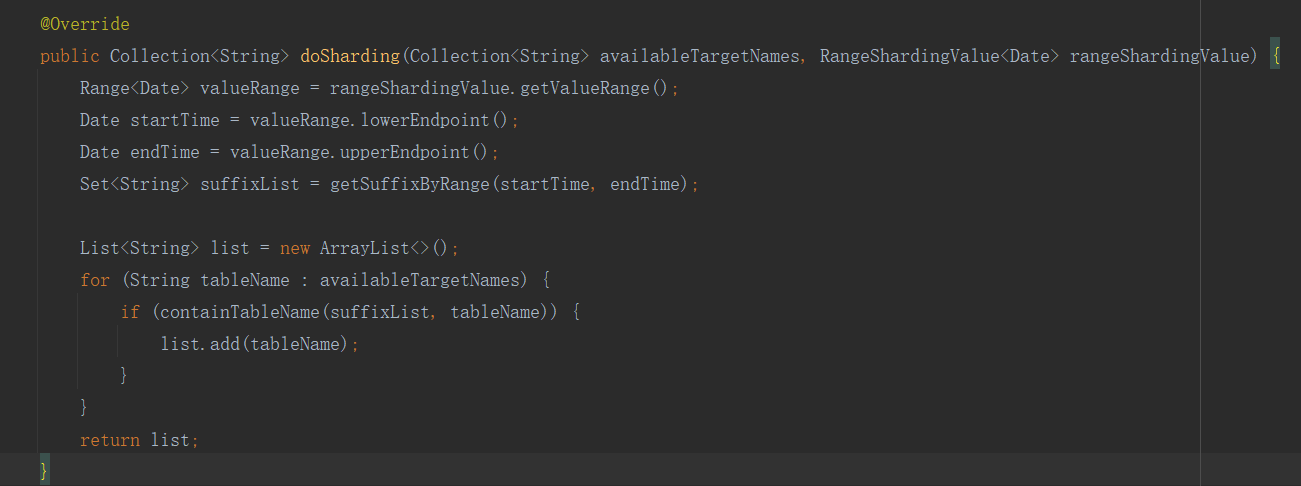 @Override
public Collection<String> doSharding(Collection<String> availableTargetNames, RangeShardingValue<Date> rangeShardingValue) {
Range<Date> valueRange = rangeShardingValue.getValueRange();
Date startTime = valueRange.lowerEndpoint();
Date endTime = valueRange.upperEndpoint();
Set<String> suffixList = getSuffixByRange(startTime, endTime);
List<String> list = new ArrayList<>();
for (String tableName : availableTargetNames) {
if (containTableName(suffixList, tableName)) {
list.add(tableName);
}
}
return list;
}